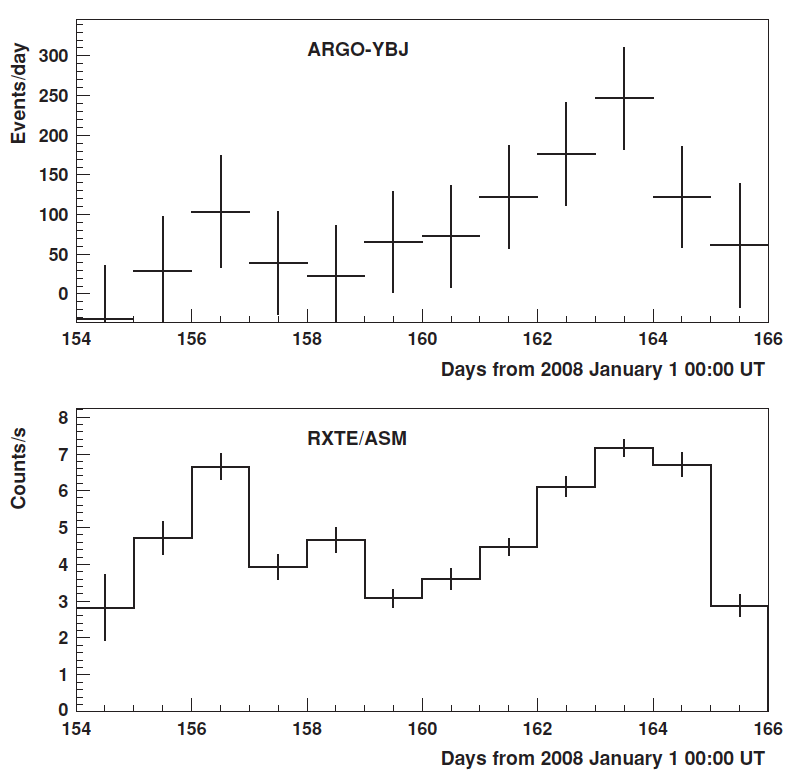 ARGO-YBJ
Events/day
300
250
200
150
100
50
0
154 156 158 160 162 164 166
Days from 2008 January 1 00:00 UT
RXTE/ASM
Counts/s
8
7
6
5
4
3
2
1
0
154 156 158 160 162 164 166
Days from 2008 January 1 00:00 UT